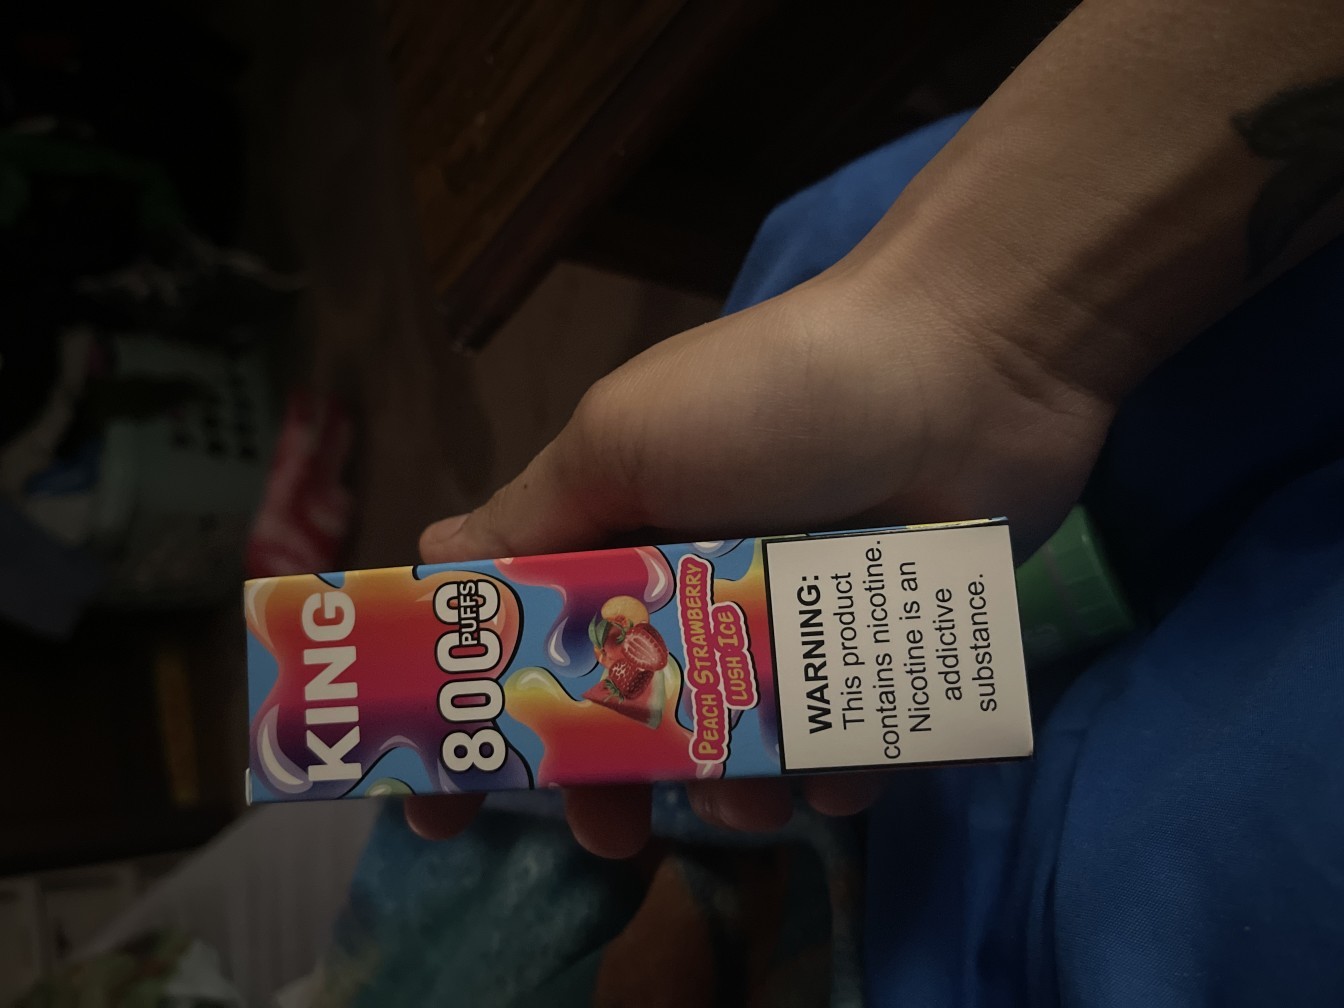 KING
8000
PUFFS
PEACH STRAWBERRY
LUSH ICE
WARNING:
This product
contains nicotine.
Nicotine is an
addictive
substance.